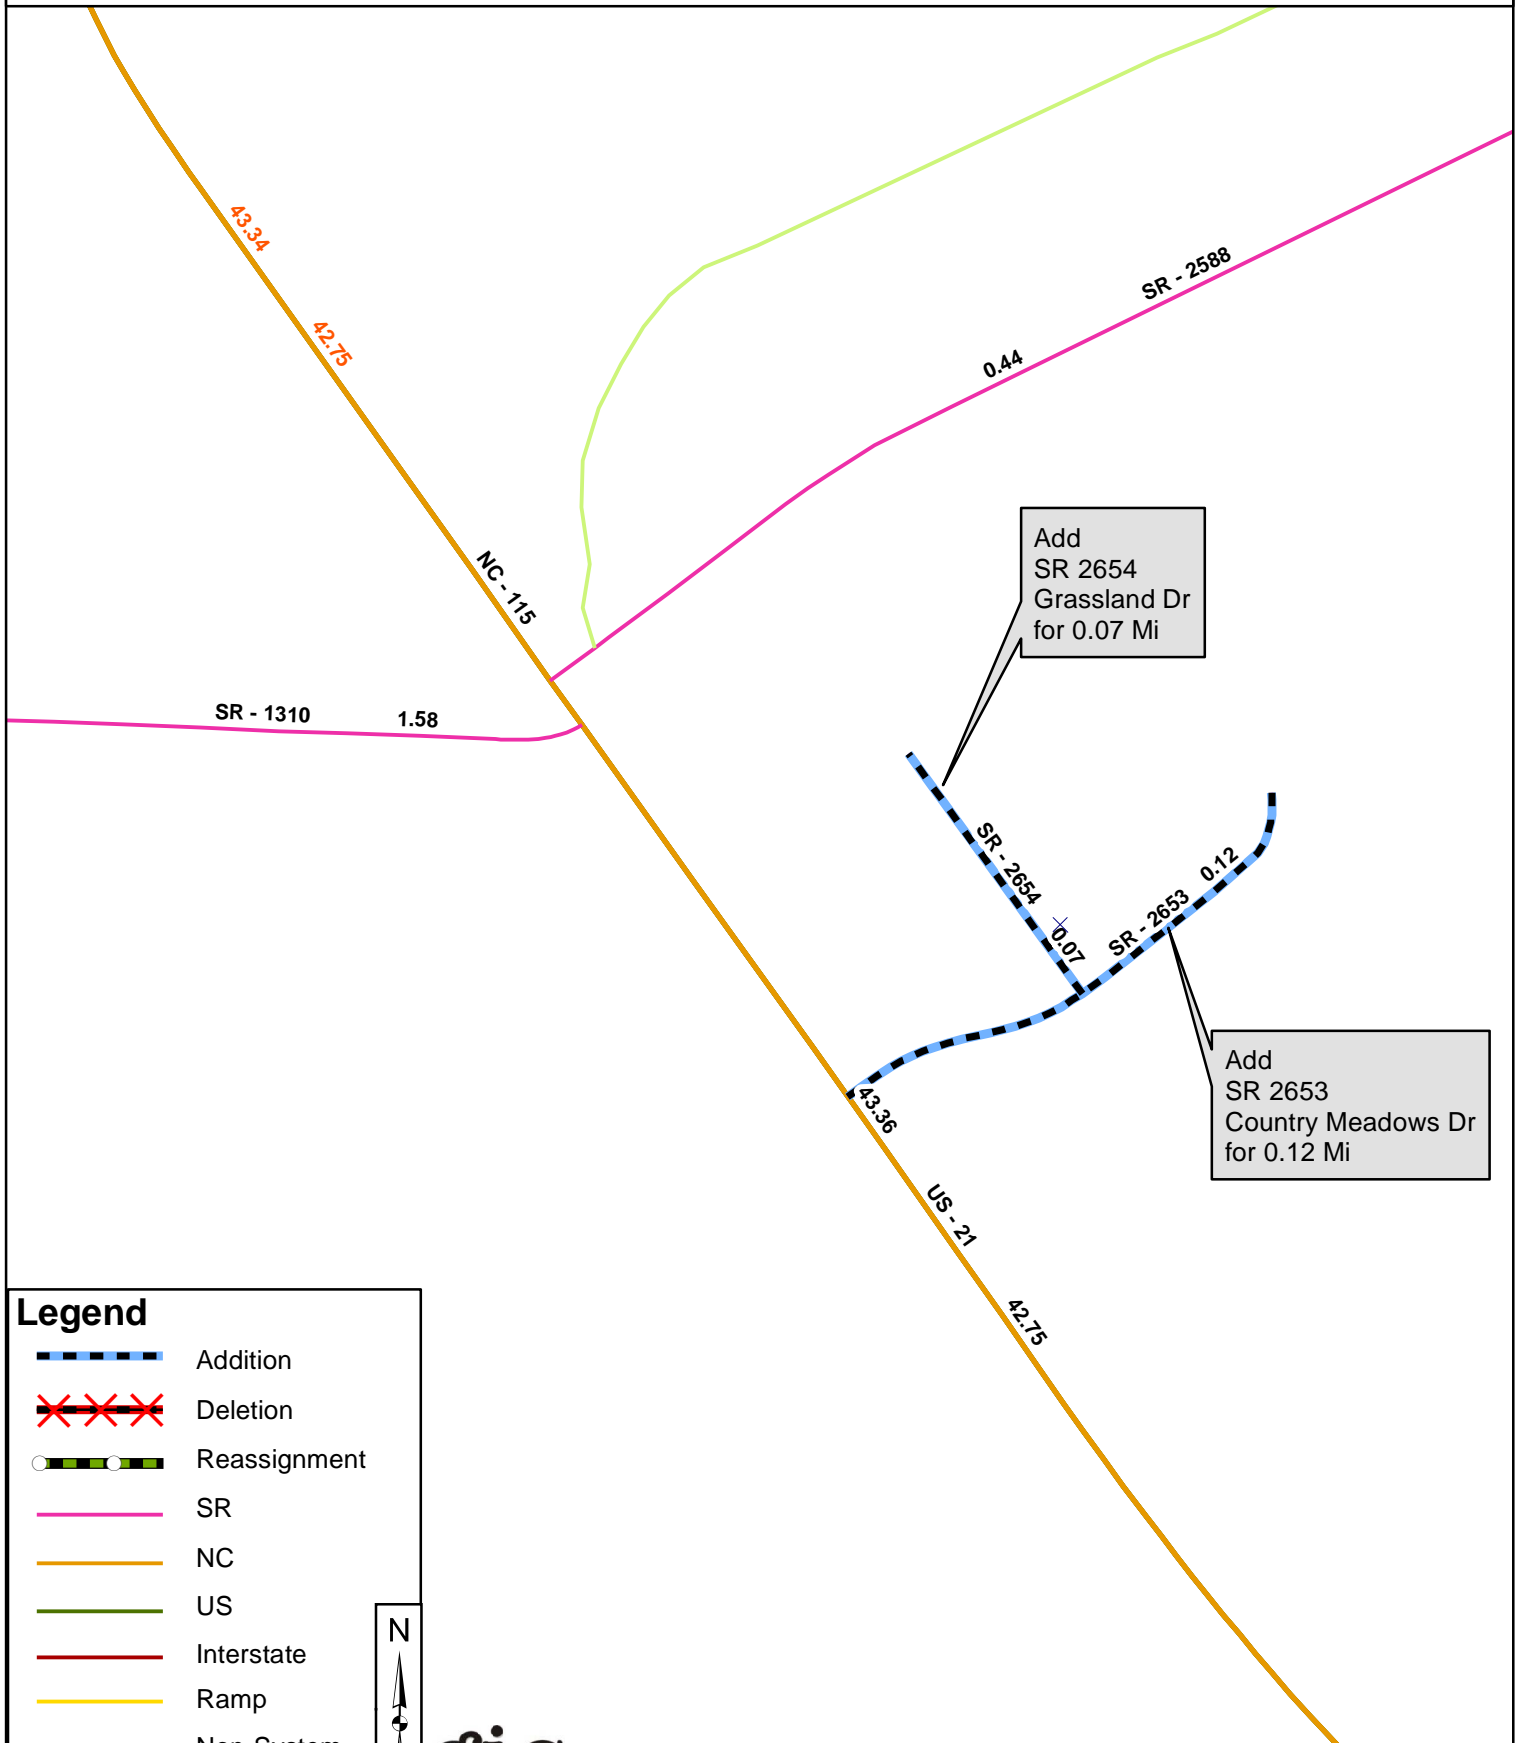 43.34
42.75
SR - 2588
0.44
NC - 115
Add
SR 2654
Grassland Dr
for 0.07 Mi
SR - 1310
1.58
SR - 2654
0.07
SR - 2653
0.12
Add
SR 2653
Country Meadows Dr
for 0.12 Mi
43.36
US - 21
42.75
Legend
Addition
Deletion
Reassignment
SR
NC
US
Interstate
Ramp
Non-System
N